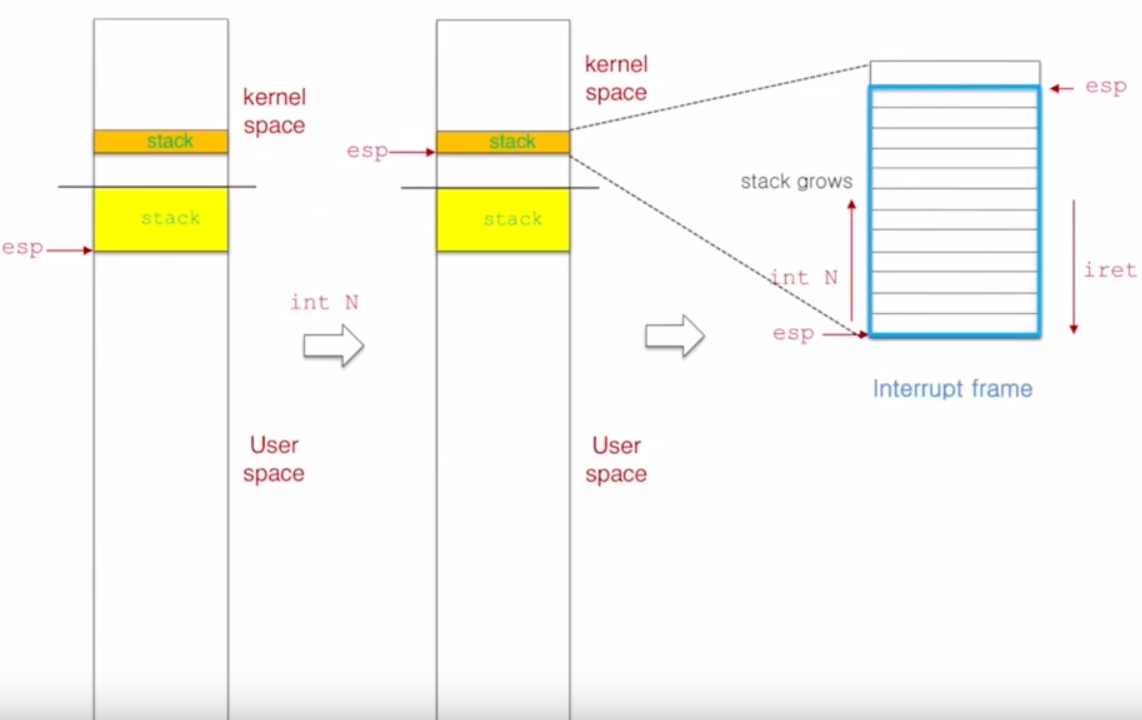 kernel
space
stack
stack
esp
int N
User
space
kernel
space
stack
esp
stack
User
space
esp
stack grows
int N
esp
iret
Interrupt frame